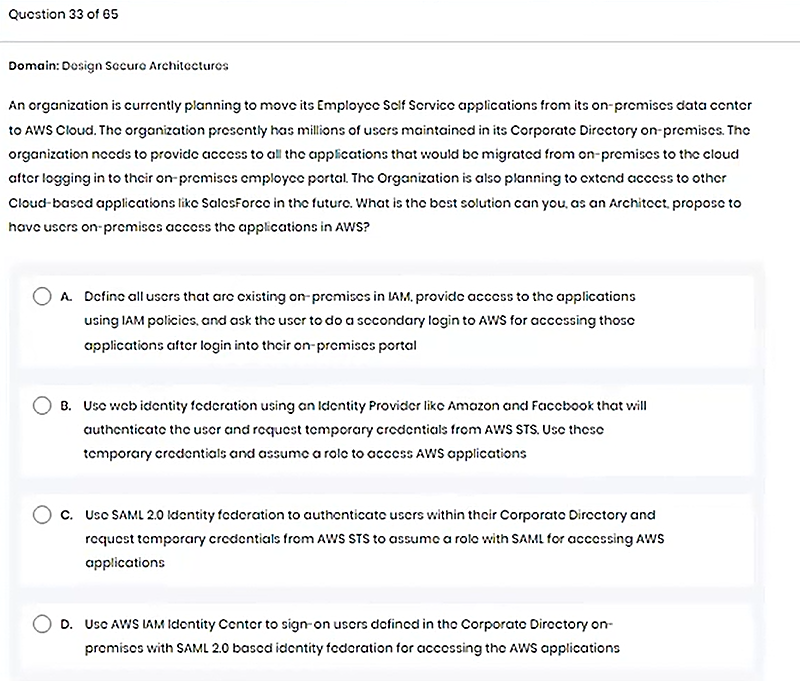 Question 33 of 65
Domain: Design Secure Architectures
An organization is currently planning to move its Employee Self Service applications from its on-premises data center
to AWS Cloud. The organization presently has millions of users maintained in its Corporate Directory on-premises. The
organization needs to provide access to all the applications that would be migrated from on-premises to the cloud
after logging in to their on-premises employee portal. The Organization is also planning to extend access to other
Cloud-based applications like SalesForce in the future. What is the best solution can you, as an Architect, propose to
have users on-premises access the applications in AWS?
A. Define all users that are existing on-premises in IAM, provide access to the applications
using IAM policies, and ask the user to do a secondary login to AWS for accessing those
applications after login into their on-premises portal
B. Use web identity federation using an Identity Provider like Amazon and Facebook that will
authenticate the user and request temporary credentials from AWS STS. Use these
temporary credentials and assume a role to access AWS applications
C. Use SAML 2.0 Identity federation to authenticate users within their Corporate Directory and
request temporary credentials from AWS STS to assume a role with SAML for accessing AWS
applications
D. Use AWS IAM Identity Center to sign-on users defined in the Corporate Directory on-
premises with SAML 2.0 based identity federation for accessing the AWS applications